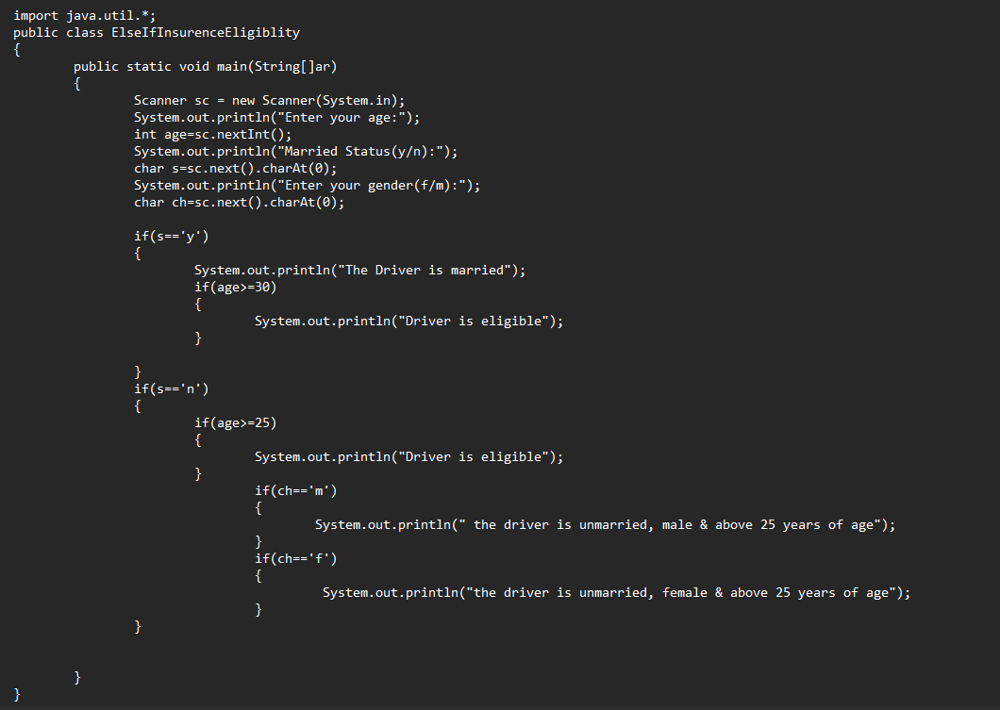 import java.util.*;
public class ElseIfInsurenceEligiblity
{
        public static void main(String[]ar)
        {
                Scanner sc = new Scanner(System.in);
                System.out.println("Enter your age:");
                int age=sc.nextInt();
                System.out.println("Married Status(y/n):");
                char s=sc.next().charAt(0);
                System.out.println("Enter your gender(f/m):");
                char ch=sc.next().charAt(0);

                if(s=='y')
                {
                        System.out.println("The Driver is married");
                        if(age>=30)
                        {
                                System.out.println("Driver is eligible");
                        }

                }
                if(s=='n')
                {
                        if(age>=25)
                        {
                                System.out.println("Driver is eligible");
                        }
                                if(ch=='m')
                                {
                                        System.out.println(" the driver is unmarried, male & above 25 years of age");
                                }
                                if(ch=='f')
                                {
                                         System.out.println("the driver is unmarried, female & above 25 years of age");
                                }
                }


        }
}